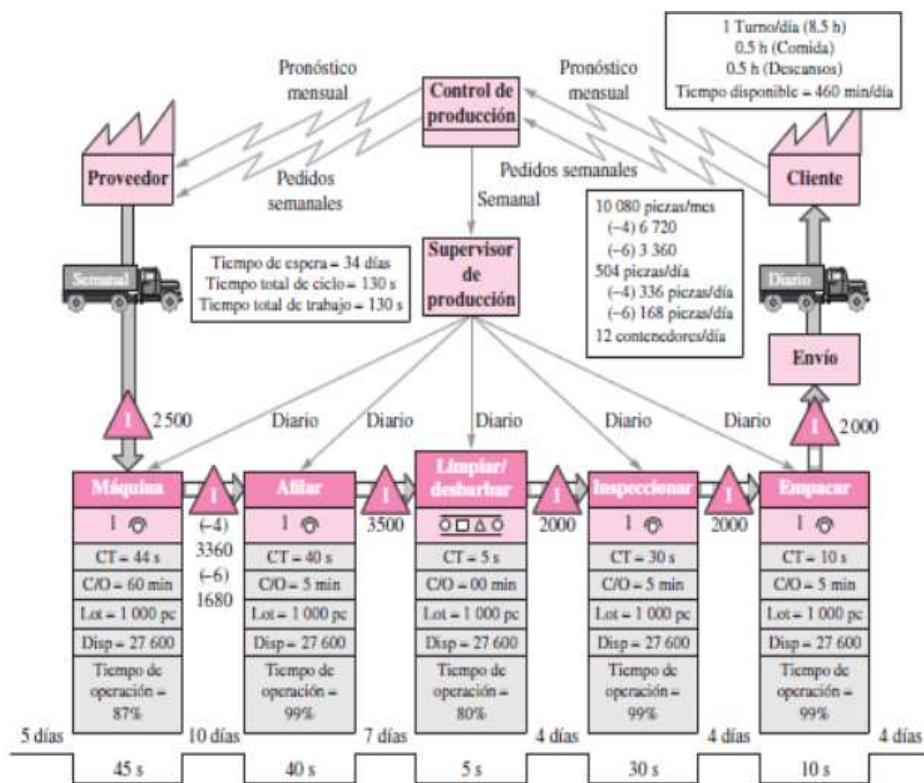 1 Turno/día (8.5 h)
0.5 h (Comida)
0.5 h (Descansos)
Tiempo disponible = 460 min/día
Pronóstico
mensual
Control de
producción
Pronóstico
mensual
Proveedor
Pedidos
semanales
Semanal
Pedidos semanales
Cliente
Semanal
Tiempo de espera = 34 días
Tiempo total de ciclo = 130 s
Tiempo total de trabajo = 130 s
Supervisor
de
producción
10 080 piezas/mes
(–4) 6 720
(–6) 3 360
504 piezas/día
(–4) 336 piezas/día
(–6) 168 piezas/día
12 contenedores/día
Diario
Envío
I
2 500
Diario
Diario
Diario
Diario
Diario
I
2 000
Máquina
1
CT = 44 s
C/O = 60 min
Lot = 1 000 pc
Disp = 27 600
Tiempo de
operación =
87%
I
(–4)
3360
(–6)
1680
Afilar
1
CT = 40 s
C/O = 5 min
Lot = 1 000 pc
Disp = 27 600
Tiempo de
operación =
99%
I
3500
Limpiar/
desbarbar
CT = 5 s
C/O = 00 min
Lot = 1 000 pc
Disp = 27 600
Tiempo de
operación =
80%
I
2000
Inspeccionar
1
CT = 30 s
C/O = 5 min
Lot = 1 000 pc
Disp = 27 600
Tiempo de
operación =
99%
I
2000
Empacar
1
CT = 10 s
C/O = 5 min
Lot = 1 000 pc
Disp = 27 600
Tiempo de
operación =
99%
5 días
10 días
7 días
4 días
4 días
4 días
45 s
40 s
5 s
30 s
10 s